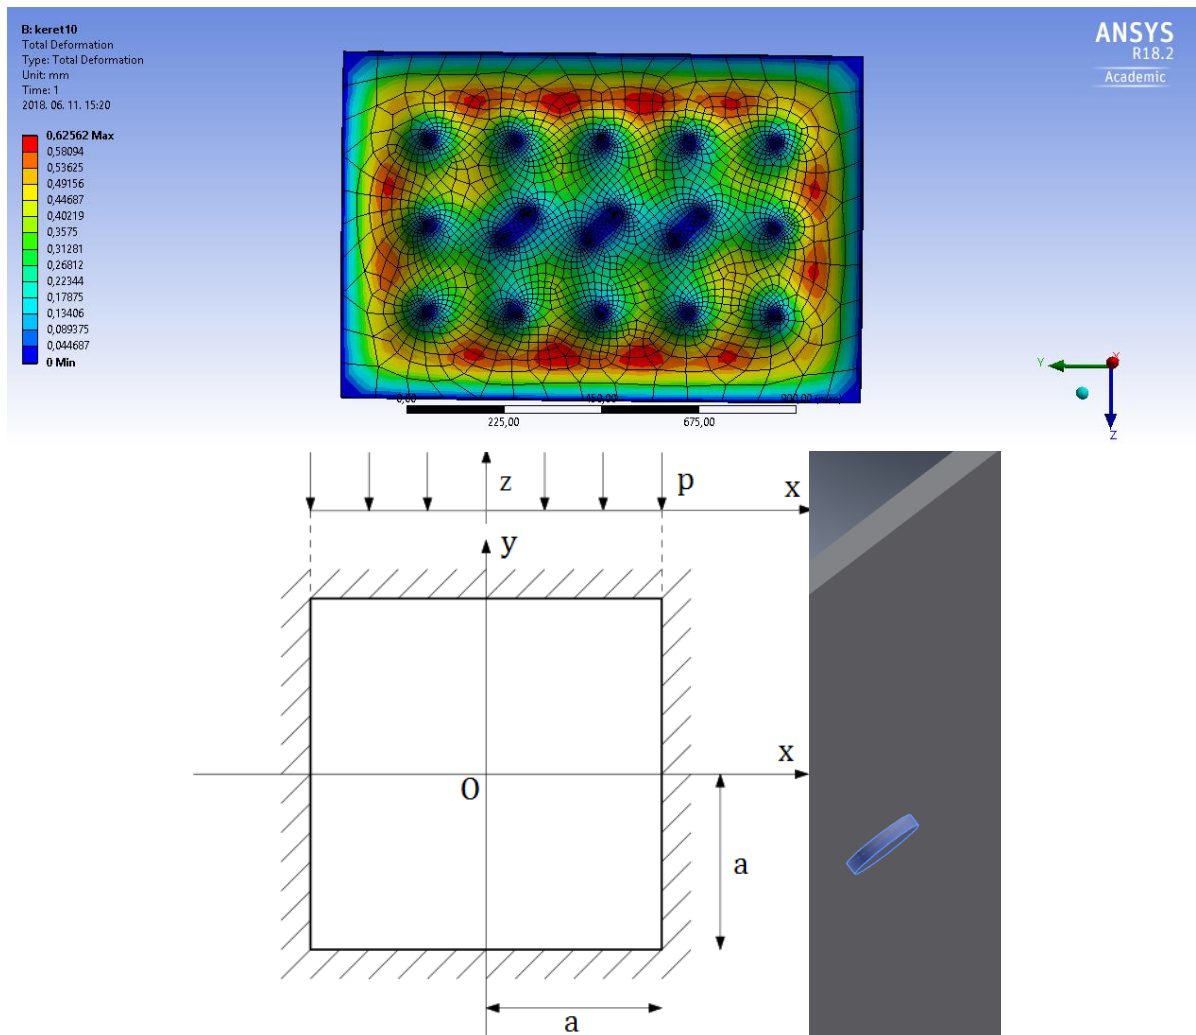 B: keret10
Total Deformation
Type: Total Deformation
Unit: mm
Time: 1
2018. 06. 11. 15:20
ANSYS
R18.2
Academic
0,62562 Max
0,58094
0,53625
0,49156
0,44687
0,40219
0,3575
0,31281
0,26812
0,22344
0,17875
0,13406
0,089375
0,044687
0 Min
0,00
450,00
225,00
675,00
Y
X
Z
z
p
x
y
x
O
a
a